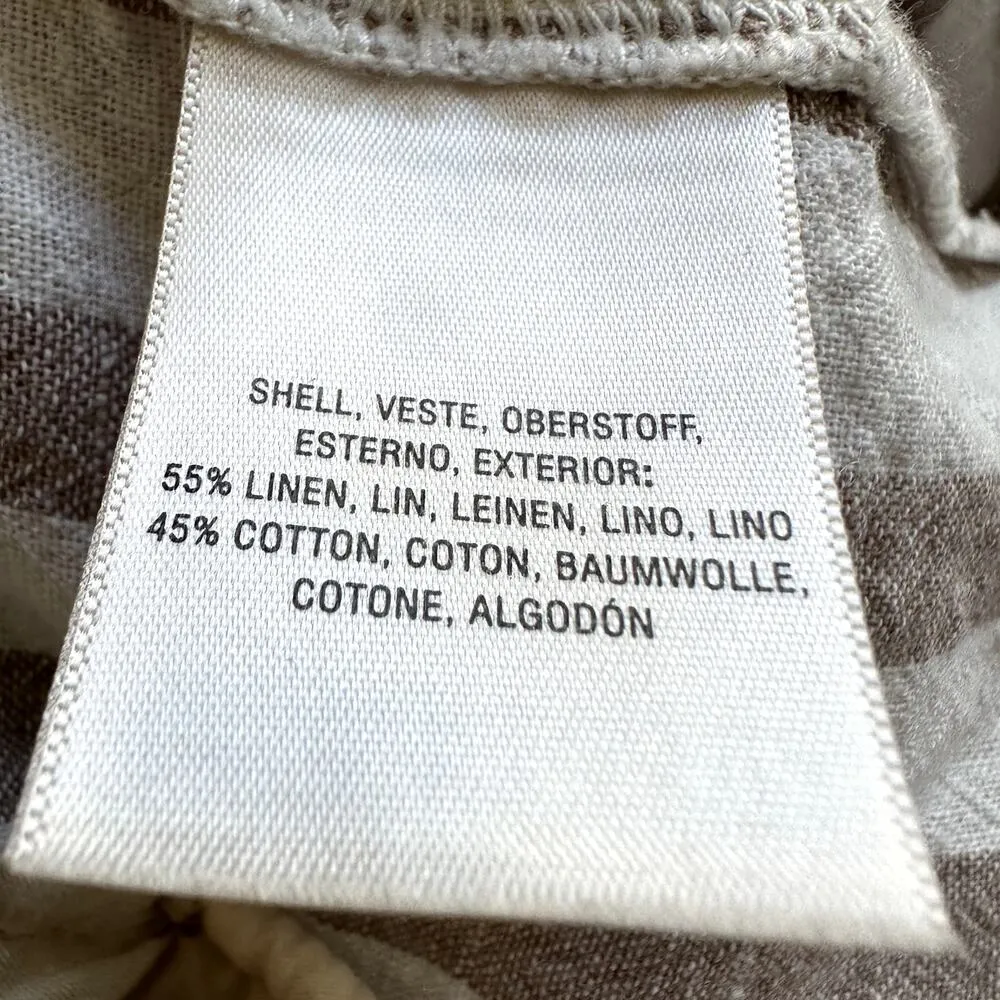 SHELL, VESTE, OBERSTOFF,
ESTERNO, EXTERIOR:
55% LINEN, LIN, LEINEN, LINO, LINO
45% COTTON, COTON, BAUMWOLLE,
COTONE, ALGODÓN